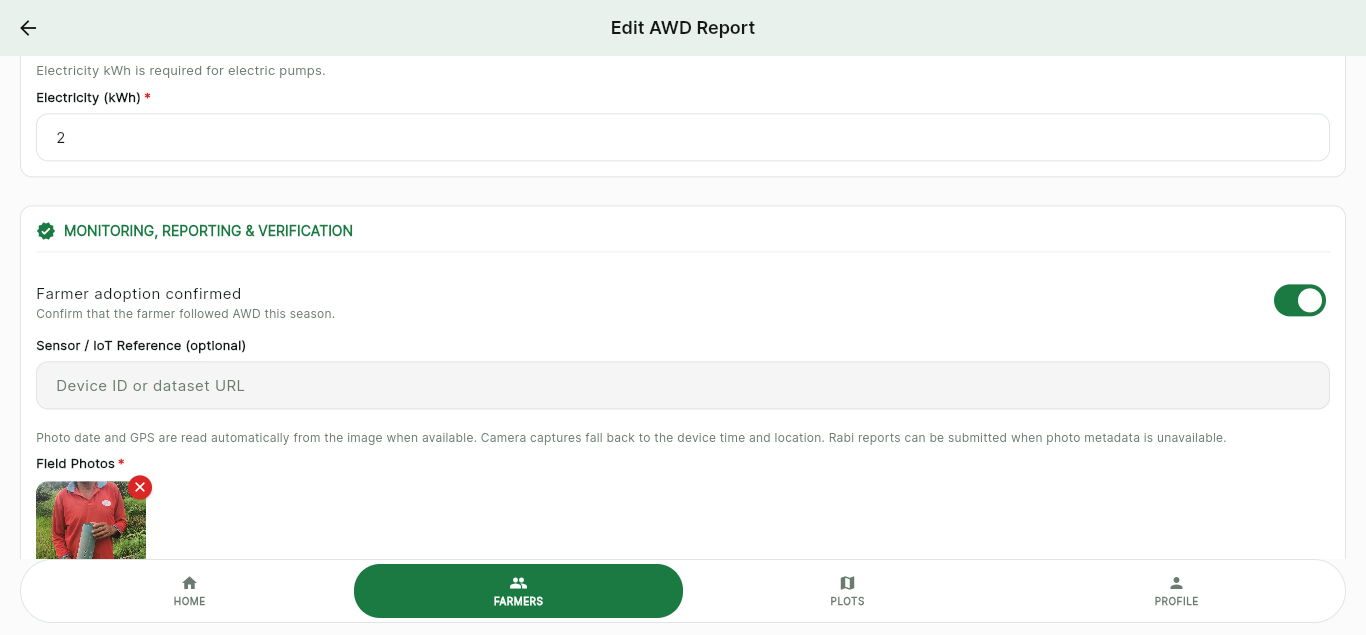 Edit AWD Report
Electricity kWh is required for electric pumps.
Electricity (kWh) *
2
MONITORING, REPORTING & VERIFICATION
Farmer adoption confirmed
Confirm that the farmer followed AWD this season.
Sensor / IoT Reference (optional)
Device ID or dataset URL
Photo date and GPS are read automatically from the image when available. Camera captures fall back to the device time and location. Rabi reports can be submitted when photo metadata is unavailable.
Field Photos *
HOME
FARMERS
PLOTS
PROFILE